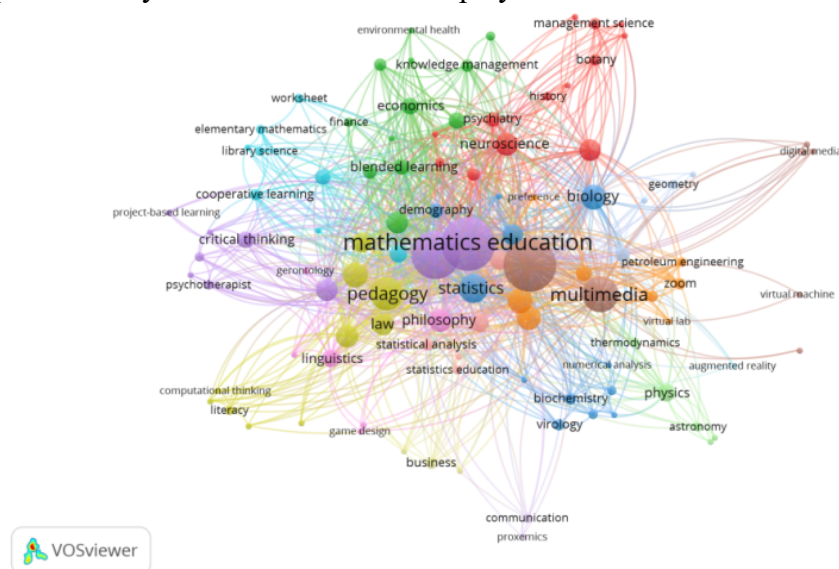 environmental health
management science
knowledge management
botany
history
worksheet
economics
finance
psychiatry
elementary mathematics
neuroscience
library science
digital media
blended learning
geometry
cooperative learning
preference
biology
project-based learning
demography
critical thinking
mathematics education
petroleum engineering
gerontology
psychotherapist
zoom
pedagogy
statistics
multimedia
virtual machine
law
philosophy
virtual lab
statistical analysis
thermodynamics
linguistics
statistics education
numerical analysis
augmented reality
computational thinking
physics
literacy
biochemistry
virology
astronomy
game design
business
communication
proxemics
VOSviewer